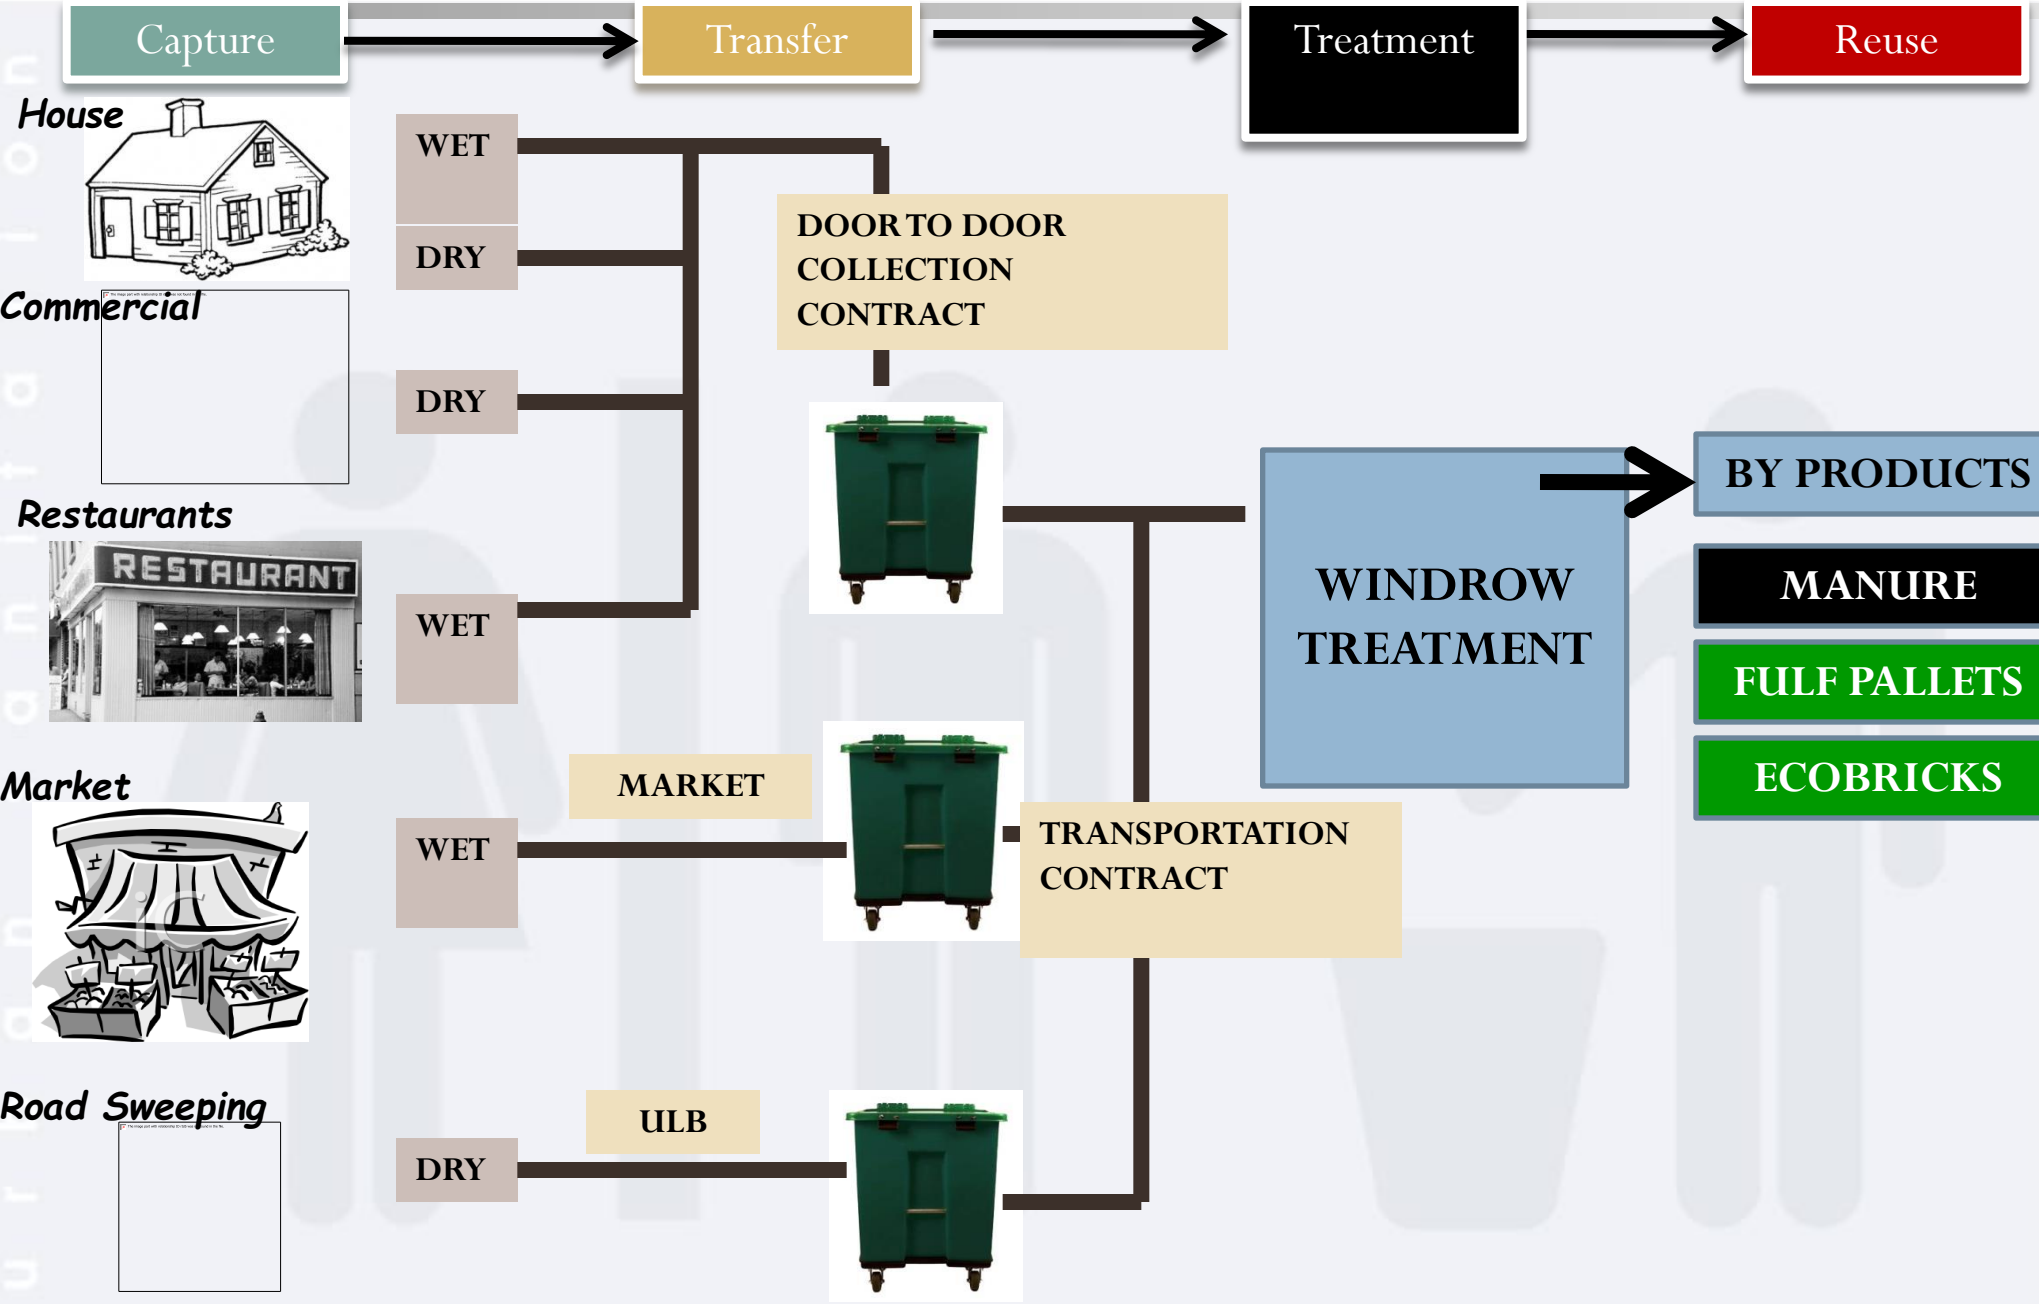 Capture
Transfer
Treatment
Reuse
House
WET
DOOR TO DOOR
COLLECTION
CONTRACT
DRY
Commercial
DRY
Restaurants
RESTAURANT
WET
WINDROW
TREATMENT
BY PRODUCTS
MANURE
FULF PALLETS
ECOBRICKS
Market
MARKET
WET
TRANSPORTATION
CONTRACT
Road Sweeping
ULB
DRY